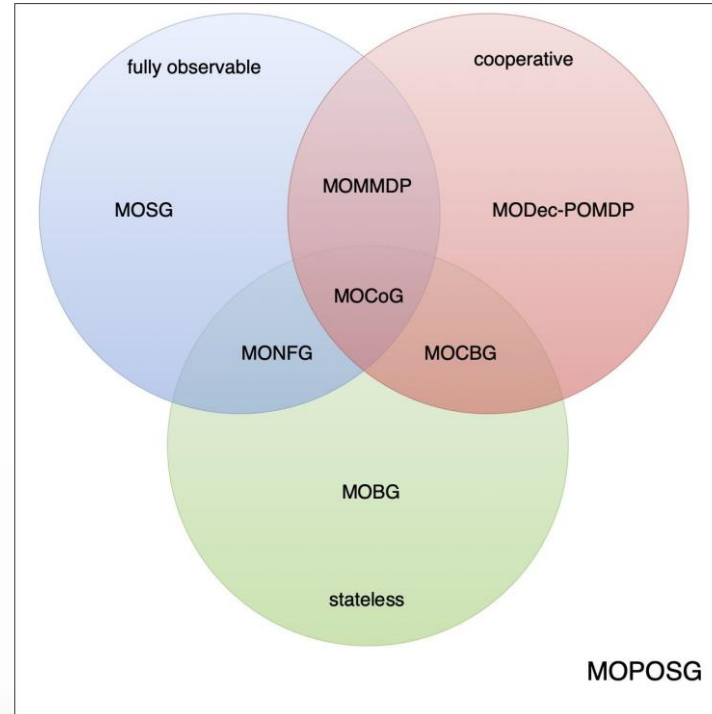 fully observable
cooperative
MOMMDP
MOSG
MODec-POMDP
MOCoG
MONFG
MOCBG
MOBG
stateless
MOPOSG